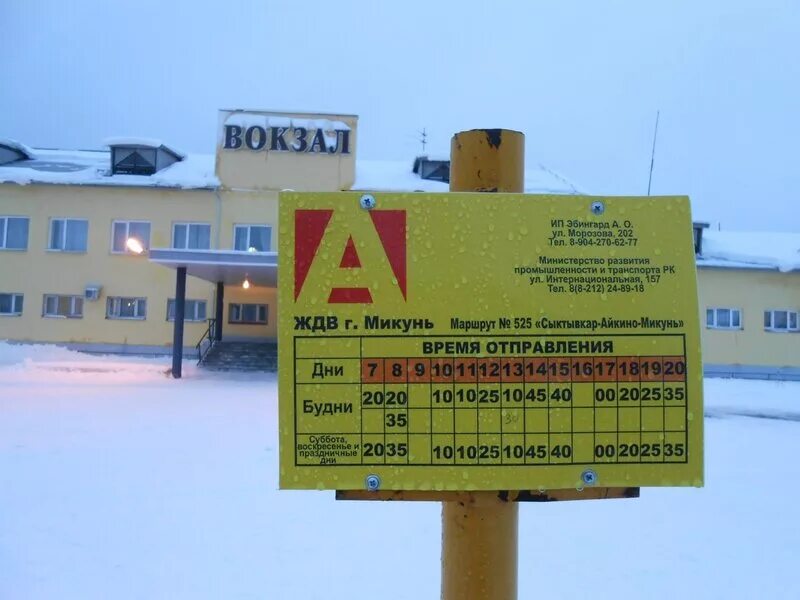 ВОКЗАЛ
А
ИП Эбингард А. О.
ул. Морозова, 202
Тел. 8-904-270-62-77
Министерство развития
промышленности и транспорта РК
ул. Интернациональная, 157
Тел. 8(8-212) 24-89-18
ЖДВ г. Микунь Маршрут № 525 «Сыктывкар-Айкино-Микунь»
ВРЕМЯ ОТПРАВЛЕНИЯ
Дни 7 8 9 10 11 12 13 14 15 16 17 18 19 20
Будни 20 20 10 10 25 10 45 40 00 20 25 35
35 30
Суббота, воскресенье и праздничные дни 20 35 10 10 25 10 45 40 00 20 25 35